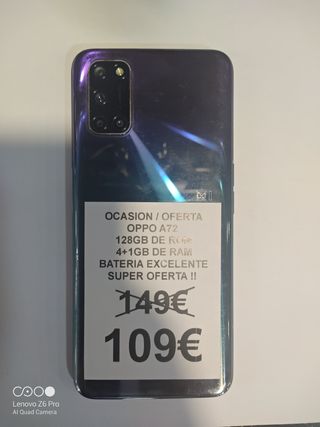 OCASION / OFERTA
OPPO A72
128GB DE ROM
4+1GB DE RAM
BATERIA EXCELENTE
SUPER OFERTA !!
149€
109€
Lenovo Z6 Pro
AI Quad Camera